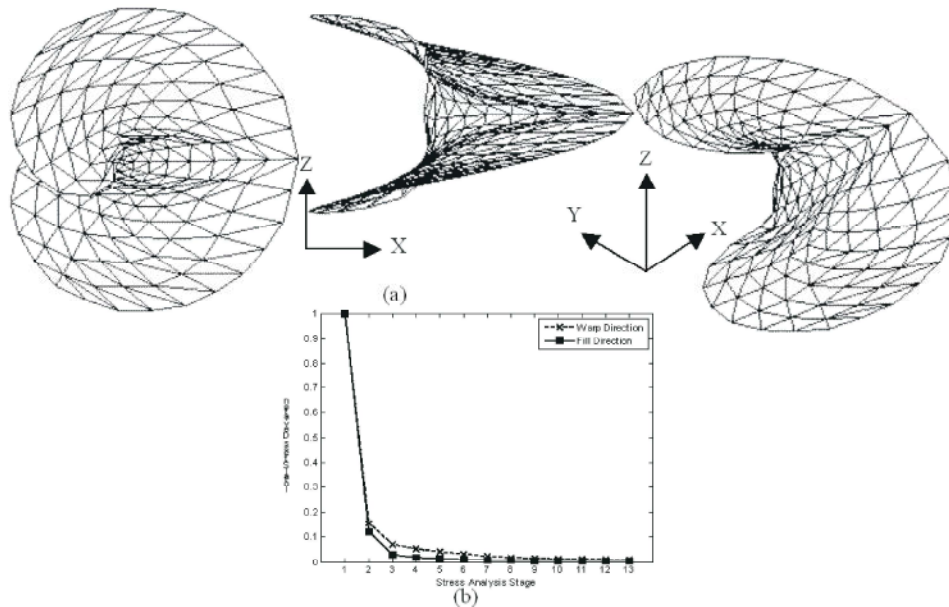 Z
X
Z
Y
X
(a)
1
0.9
0.8
0.7
0.6
0.5
0.4
0.3
0.2
0.1
0
Warp Direction
Fill Direction
1 2 3 4 5 6 7 8 9 10 11 12 13
Stress Analysis Stage
(b)